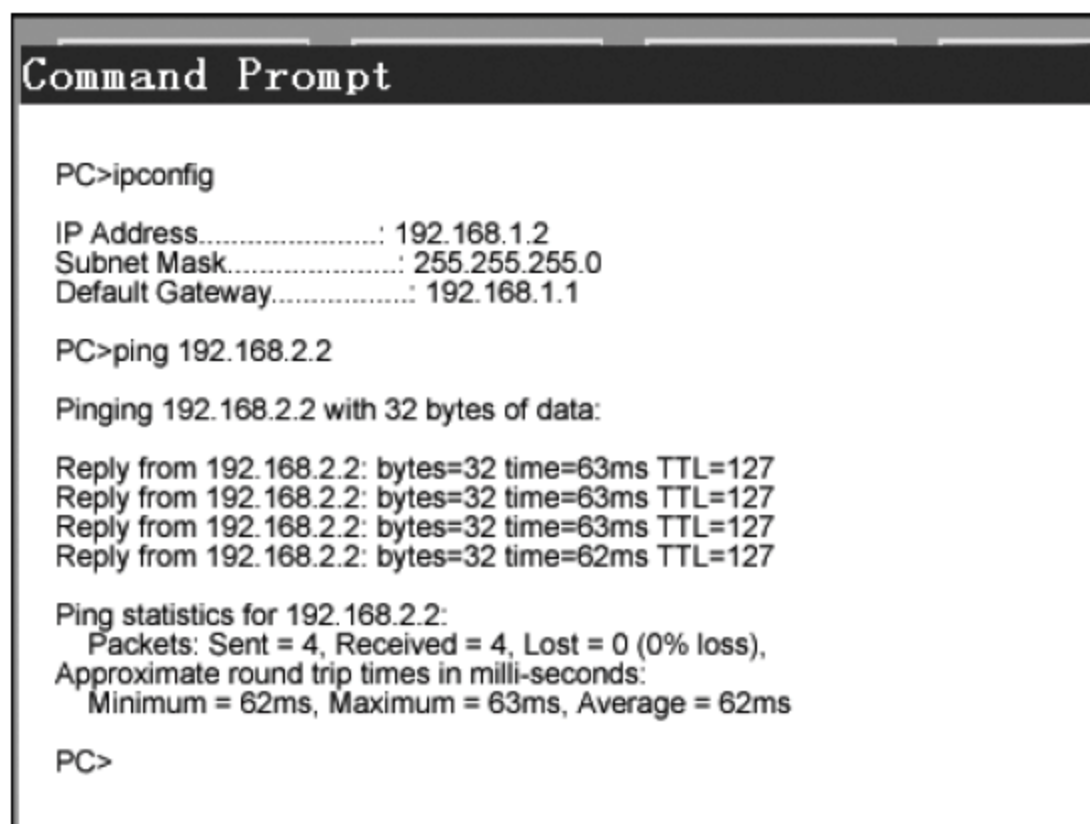 Command Prompt
PC>ipconfig
IP Address.......................: 192.168.1.2
Subnet Mask.....................: 255.255.255.0
Default Gateway.................: 192.168.1.1
PC>ping 192.168.2.2
Pinging 192.168.2.2 with 32 bytes of data:
Reply from 192.168.2.2: bytes=32 time=63ms TTL=127
Reply from 192.168.2.2: bytes=32 time=63ms TTL=127
Reply from 192.168.2.2: bytes=32 time=63ms TTL=127
Reply from 192.168.2.2: bytes=32 time=62ms TTL=127
Ping statistics for 192.168.2.2:
Packets: Sent = 4, Received = 4, Lost = 0 (0% loss),
Approximate round trip times in milli-seconds:
Minimum = 62ms, Maximum = 63ms, Average = 62ms
PC>